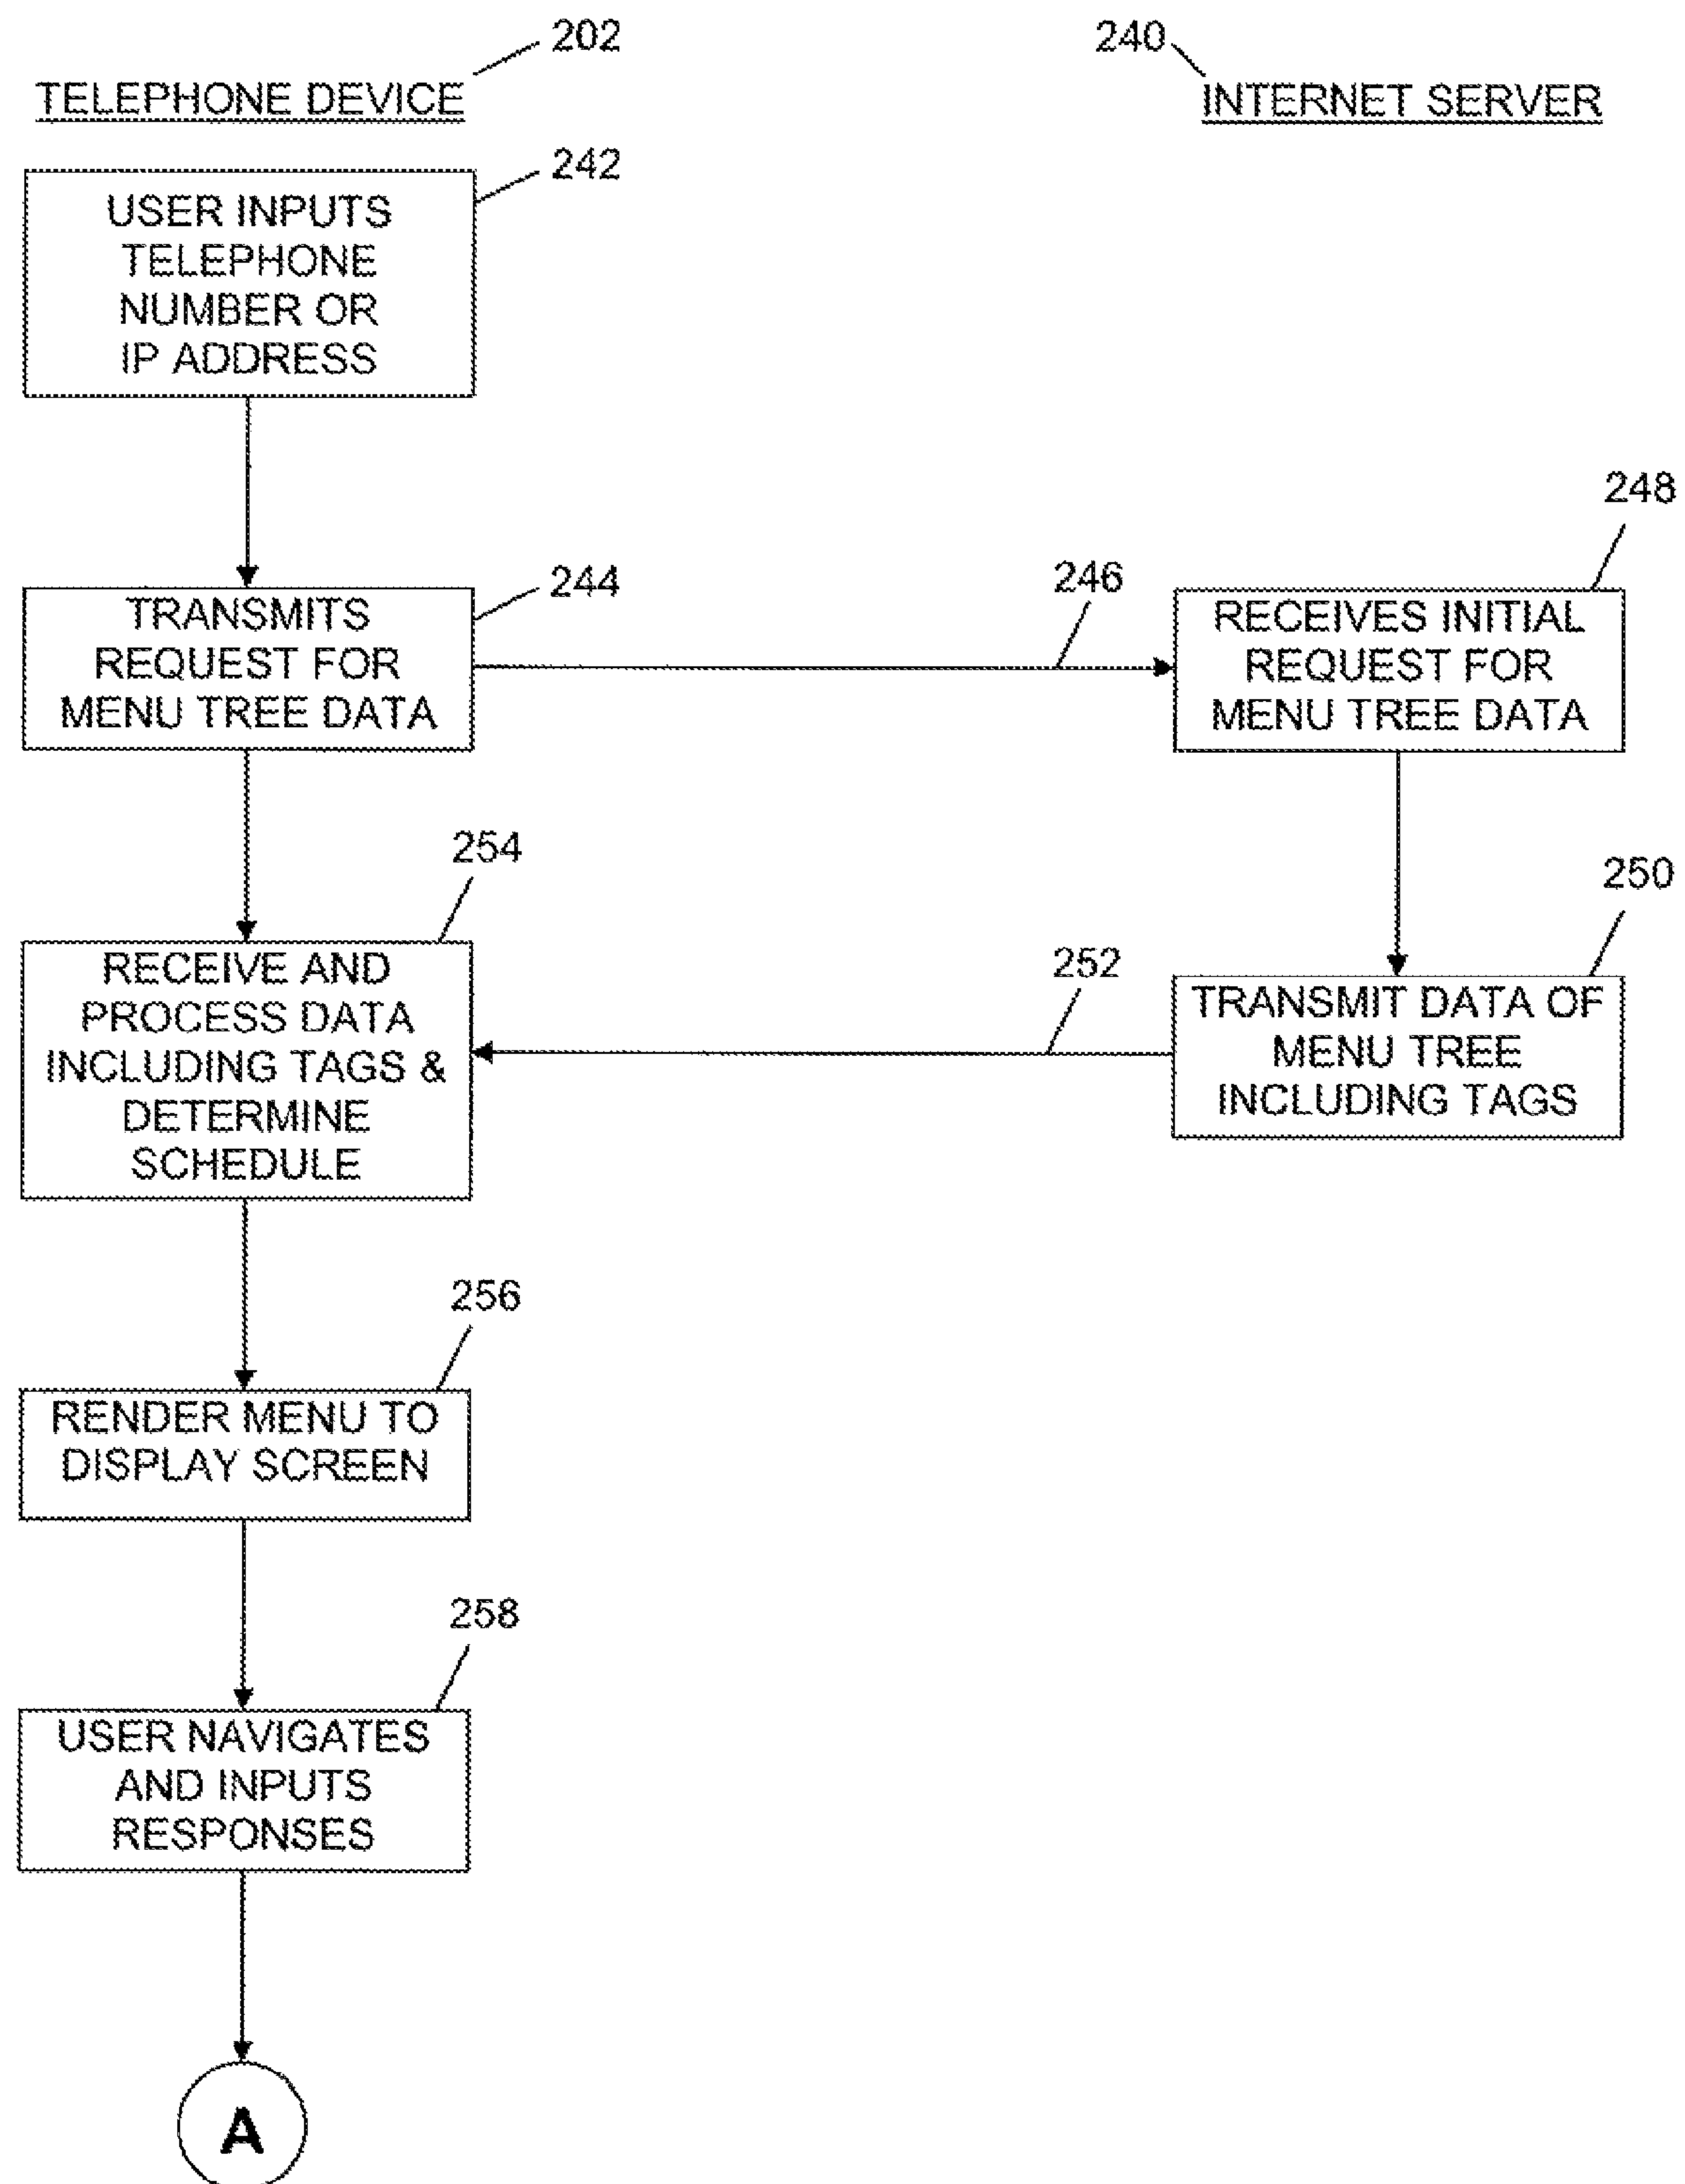 202
240
TELEPHONE DEVICE
INTERNET SERVER
242
USER INPUTS
TELEPHONE
NUMBER OR
IP ADDRESS
248
244
246
TRANSMITS
REQUEST FOR
MENU TREE DATA
RECEIVES INITIAL
REQUEST FOR
MENU TREE DATA
254
250
252
RECEIVE AND
PROCESS DATA
INCLUDING TAGS &
DETERMINE
SCHEDULE
TRANSMIT DATA OF
MENU TREE
INCLUDING TAGS
256
RENDER MENU TO
DISPLAY SCREEN
258
USER NAVIGATES
AND INPUTS
RESPONSES
A